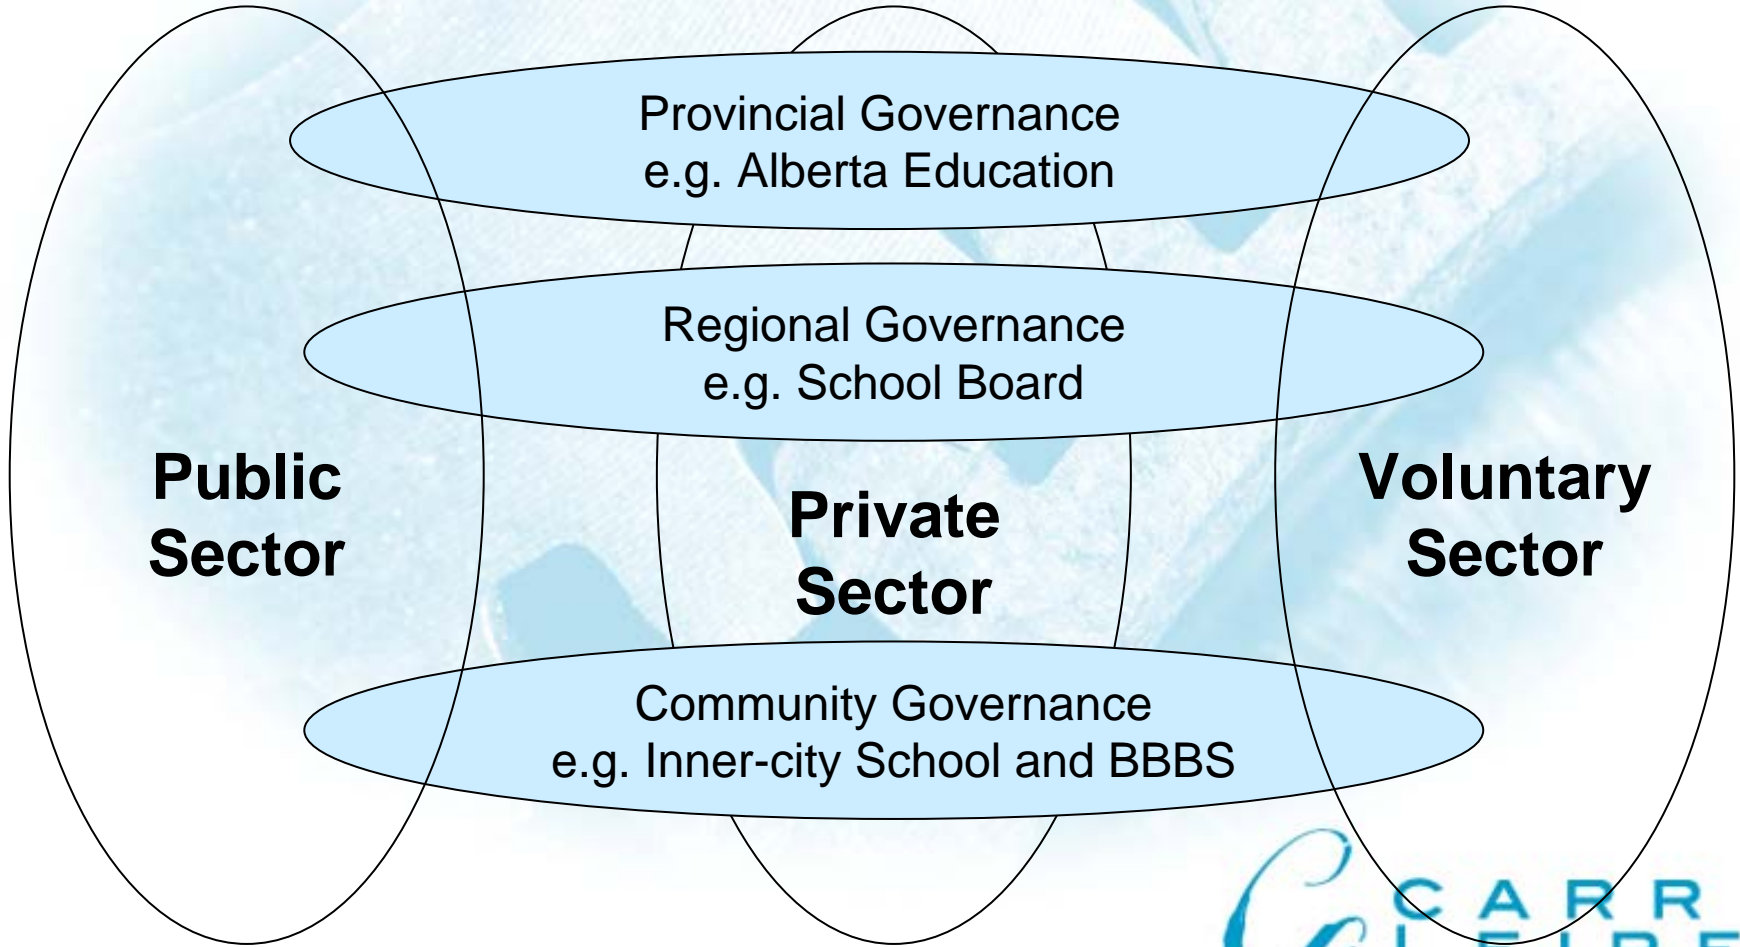 Provincial Governance
e.g. Alberta Education
Regional Governance
e.g. School Board
Public
Sector
Private
Sector
Voluntary
Sector
Community Governance
e.g. Inner-city School and BBBS
CARR